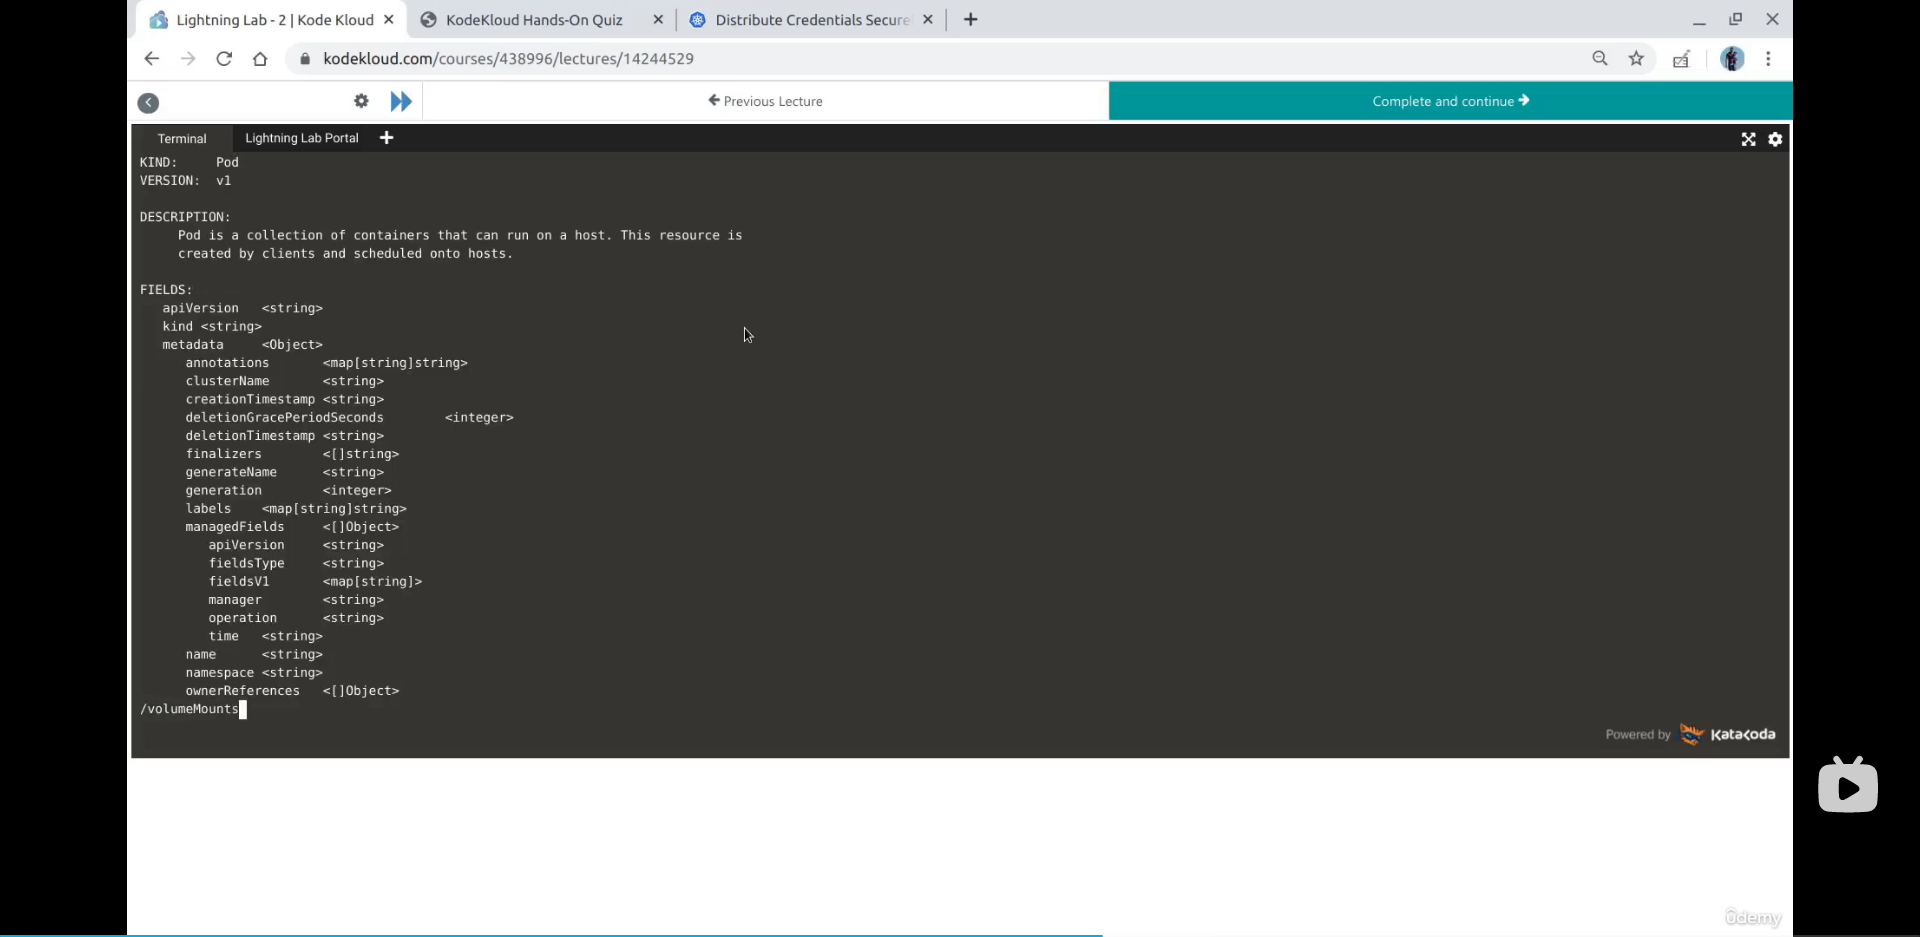 Lightning Lab - 2 | Kode Kloud
KodeKloud Hands-On Quiz
Distribute Credentials Secure
kodekloud.com/courses/438996/lectures/14244529
Previous Lecture
Complete and continue
Terminal
Lightning Lab Portal
KIND:     Pod
VERSION:  v1
DESCRIPTION:
Pod is a collection of containers that can run on a host. This resource is
created by clients and scheduled onto hosts.
FIELDS:
apiVersion   <string>
kind <string>
metadata     <Object>
annotations       <map[string]string>
clusterName       <string>
creationTimestamp <string>
deletionGracePeriodSeconds        <integer>
deletionTimestamp <string>
finalizers        <[]string>
generateName      <string>
generation        <integer>
labels    <map[string]string>
managedFields     <[]Object>
apiVersion     <string>
fieldsType     <string>
fieldsV1       <map[string]>
manager        <string>
operation      <string>
time   <string>
name      <string>
namespace <string>
ownerReferences   <[]Object>
/volumeMounts
Powered by KataKoda
ûdemy